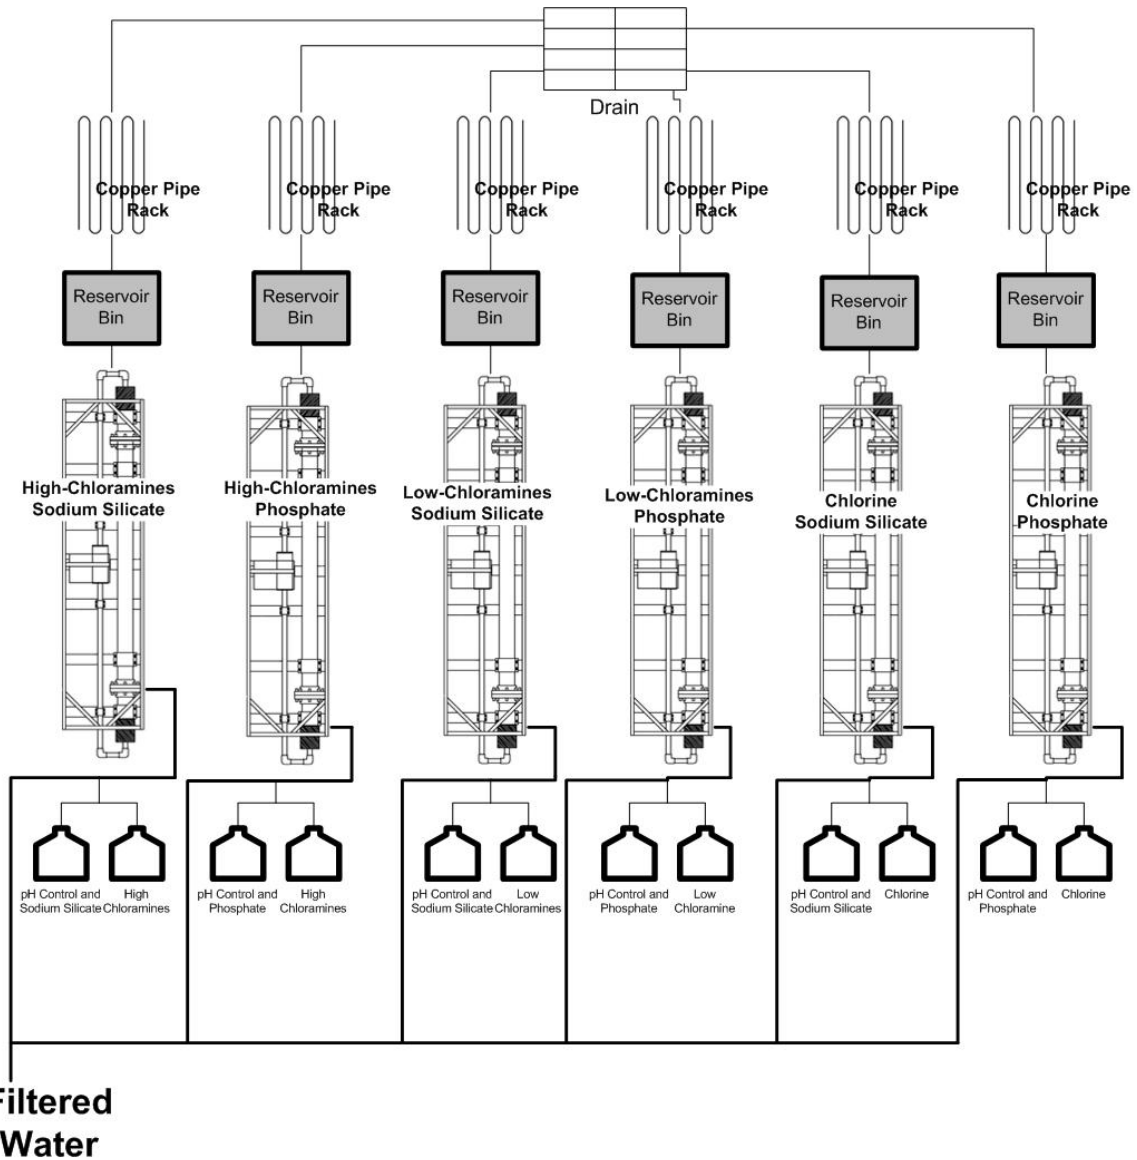 Drain
Copper Pipe
Rack
Copper Pipe
Rack
Copper Pipe
Rack
Copper Pipe
Rack
Copper Pipe
Rack
Copper Pipe
Rack
Reservoir
Bin
Reservoir
Bin
Reservoir
Bin
Reservoir
Bin
Reservoir
Bin
Reservoir
Bin
High-Chloramines
Sodium Silicate
High-Chloramines
Phosphate
Low-Chloramines
Sodium Silicate
Low-Chloramines
Phosphate
Chlorine
Sodium Silicate
Chlorine
Phosphate
pH Control and
Sodium Silicate
High
Chloramines
pH Control and
Phosphate
High
Chloramines
pH Control and
Sodium Silicate
Low
Chloramines
pH Control and
Phosphate
Low
Chloramine
pH Control and
Sodium Silicate
Chlorine
pH Control and
Phosphate
Chlorine
Filtered
Water